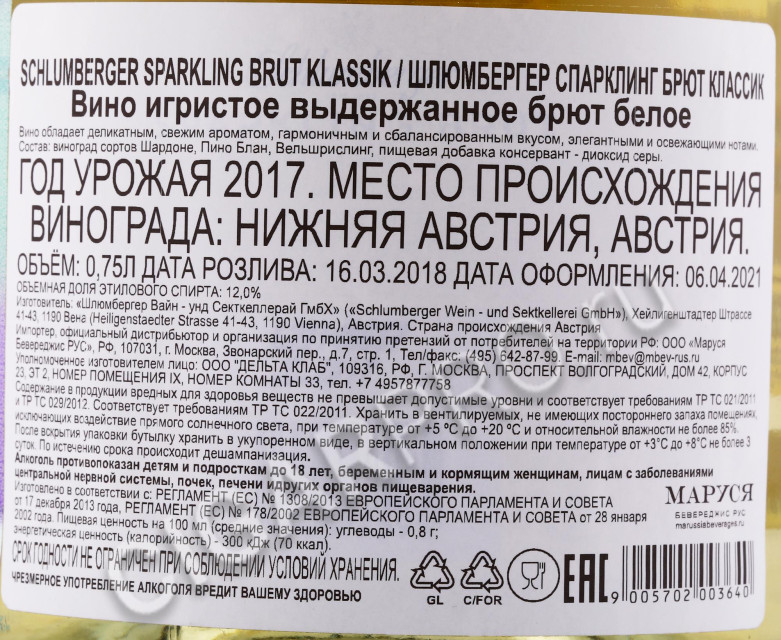 SCHLUMBERGER SPARKLING BRUT KLASSIK / ШЛЮМБЕРГЕР СПАРКЛИНГ БРЮТ КЛАССИК
Вино игристое выдержанное брют белое
Вино обладает деликатным, свежим ароматом, гармоничным и сбалансированным вкусом, элегантными и освежающими нотами.
Состав: виноград сортов Шардоне, Пино Блан, Вельшрислинг, пищевая добавка консервант - диоксид серы.
ГОД УРОЖАЯ 2017. МЕСТО ПРОИСХОЖДЕНИЯ
ВИНОГРАДА: НИЖНЯЯ АВСТРИЯ, АВСТРИЯ.
ОБЪЁМ: 0,75Л ДАТА РОЗЛИВА: 16.03.2018 ДАТА ОФОРМЛЕНИЯ: 06.04.2021
ОБЪЕМНАЯ ДОЛЯ ЭТИЛОВОГО СПИРТА: 12,0%
Изготовитель: «Шлюмбергер Вайн - унд Секткеллерай ГмбХ» («Schlumberger Wein - und Sektkellerei GmbH»), Хейлигенштадтер Штрассе
41-43, 1190 Вена (Heiligenstaedter Strasse 41-43, 1190 Vienna), Австрия. Страна происхождения Австрия
Импортер, официальный дистрибьютор и организация по принятию претензий от потребителей на территории РФ: ООО «Маруся
Бевереджис РУС», РФ, 107031, г. Москва, Звонарский пер., д.7, стр. 1, Тел/факс: (495) 642-87-99. E-mail: mbev@mbev-rus.ru
Уполномоченное изготовителем лицо: ООО "ДЕЛЬТА КЛАБ", 109316, РФ, Г. МОСКВА, ПРОСПЕКТ ВОЛГОГРАДСКИЙ, ДОМ 42, КОРПУС
23, ЭТ 2, НОМЕР ПОМЕЩЕНИЯ IX, НОМЕР КОМНАТЫ 33, тел. +7 4957877758
Содержание в продукции вредных для здоровья веществ не превышает допустимые уровни и соответствует требованиям ТР ТС 021/2011
и ТР ТС 029/2012. Соответствует требованиям ТР ТС 022/2011. Хранить в вентилируемых, не имеющих постороннего запаха помещениях,
исключающих воздействие прямого солнечного света, при температуре от +5 °С до +20 °С и относительной влажности не более 85%.
После вскрытия упаковки бутылку хранить в укупоренном виде, в вертикальном положении при температуре от +3°С до +8°С не более 3
суток. По истечению срока происходит дешампанизация.
Алкоголь противопоказан детям и подросткам до 18 лет, беременным и кормящим женщинам, лицам с заболеваниями
центральной нервной системы, почек, печени идругих органов пищеварения.
Изготовлено в соответствии с: РЕГЛАМЕНТ (ЕС) № 1308/2013 ЕВРОПЕЙСКОГО ПАРЛАМЕНТА И СОВЕТА
от 17 декабря 2013 года, РЕГЛАМЕНТ (ЕС) № 178/2002 ЕВРОПЕЙСКОГО ПАРЛАМЕНТА И СОВЕТА от 28 января
2002 года. Пищевая ценность на 100 мл (средние значения): углеводы - 0,8 г;
энергетическая ценность (калорийность) - 300 кДж (70 ккал).
СРОК ГОДНОСТИ НЕ ОГРАНИЧЕН ПРИ СОБЛЮДЕНИИ УСЛОВИЙ ХРАНЕНИЯ.
ЧРЕЗМЕРНОЕ УПОТРЕБЛЕНИЕ АЛКОГОЛЯ ВРЕДИТ ВАШЕМУ ЗДОРОВЬЮ
МАРУСЯ
БЕВЕРЕДЖИС РУС
marussiabeverages.ru
GL
C/FOR
EAC
9 005702 003640